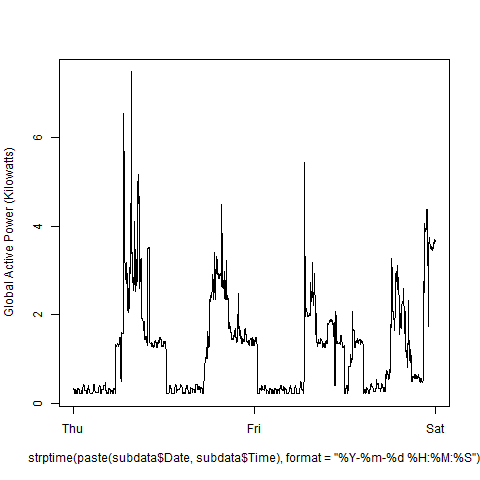 Global Active Power (Kilowatts)
6
4
2
0
Thu Fri Sat
strptime(paste(subdata$Date, subdata$Time), format = "%Y-%m-%d %H:%M:%S")